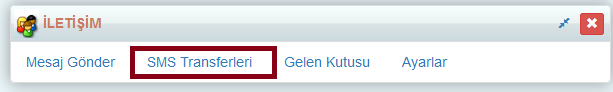 İLETİŞİM
Mesaj Gönder SMS Transferleri Gelen Kutusu Ayarlar